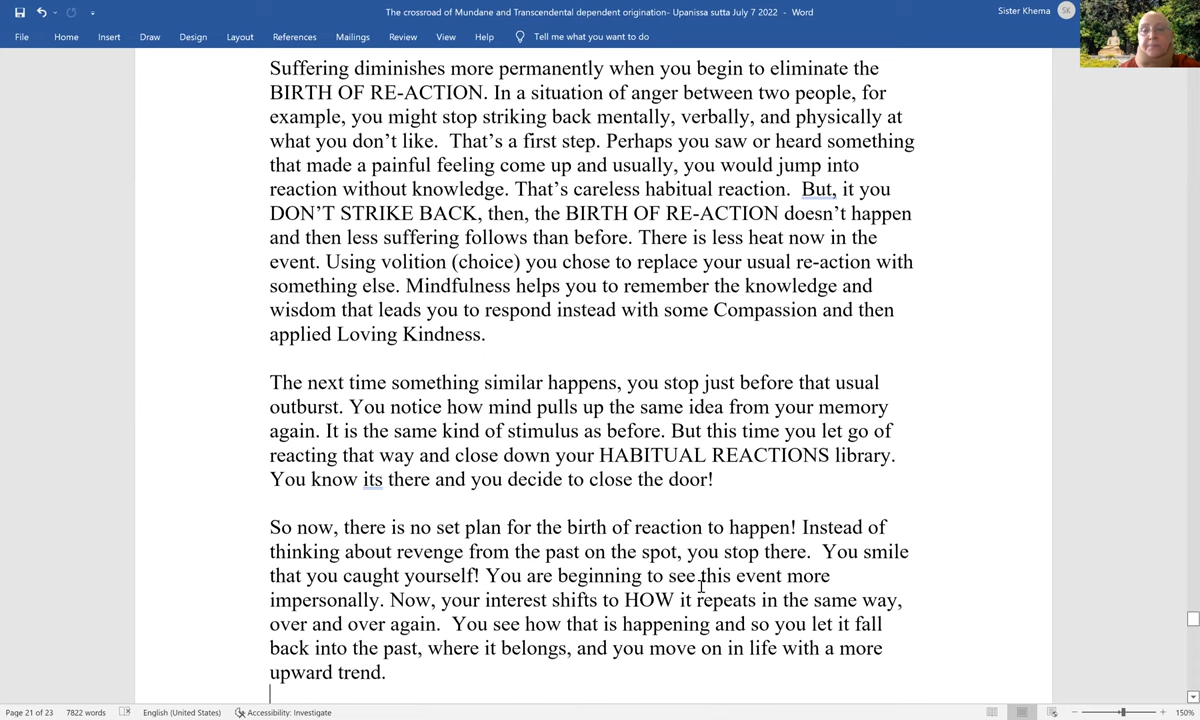 The crossroad of Mundane and Transcendental dependent origination- Upanissa sutta July 7 2022 - Word
Sister Khema
SK
File Home Insert Draw Design Layout References Mailings Review View Help Tell me what you want to do
Suffering diminishes more permanently when you begin to eliminate the
BIRTH OF RE-ACTION. In a situation of anger between two people, for
example, you might stop striking back mentally, verbally, and physically at
what you don’t like. That’s a first step. Perhaps you saw or heard something
that made a painful feeling come up and usually, you would jump into
reaction without knowledge. That’s careless habitual reaction. But, it you
DON’T STRIKE BACK, then, the BIRTH OF RE-ACTION doesn’t happen
and then less suffering follows than before. There is less heat now in the
event. Using volition (choice) you chose to replace your usual re-action with
something else. Mindfulness helps you to remember the knowledge and
wisdom that leads you to respond instead with some Compassion and then
applied Loving Kindness.
The next time something similar happens, you stop just before that usual
outburst. You notice how mind pulls up the same idea from your memory
again. It is the same kind of stimulus as before. But this time you let go of
reacting that way and close down your HABITUAL REACTIONS library.
You know its there and you decide to close the door!
So now, there is no set plan for the birth of reaction to happen! Instead of
thinking about revenge from the past on the spot, you stop there. You smile
that you caught yourself! You are beginning to see this event more
impersonally. Now, your interest shifts to HOW it repeats in the same way,
over and over again. You see how that is happening and so you let it fall
back into the past, where it belongs, and you move on in life with a more
upward trend.
Page 21 of 23 7822 words English (United States) Accessibility: Investigate 150%